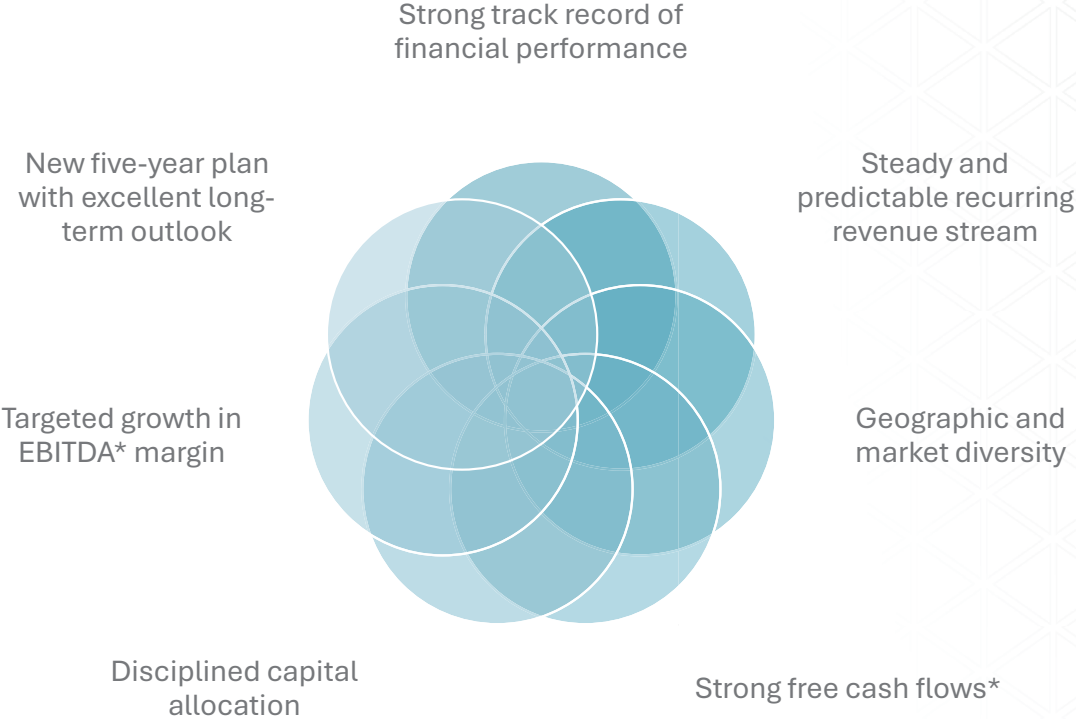 Strong track record of
financial performance
New five-year plan
with excellent long-
term outlook
Steady and
predictable recurring
revenue stream
Targeted growth in
EBITDA* margin
Geographic and
market diversity
Disciplined capital
allocation
Strong free cash flows*